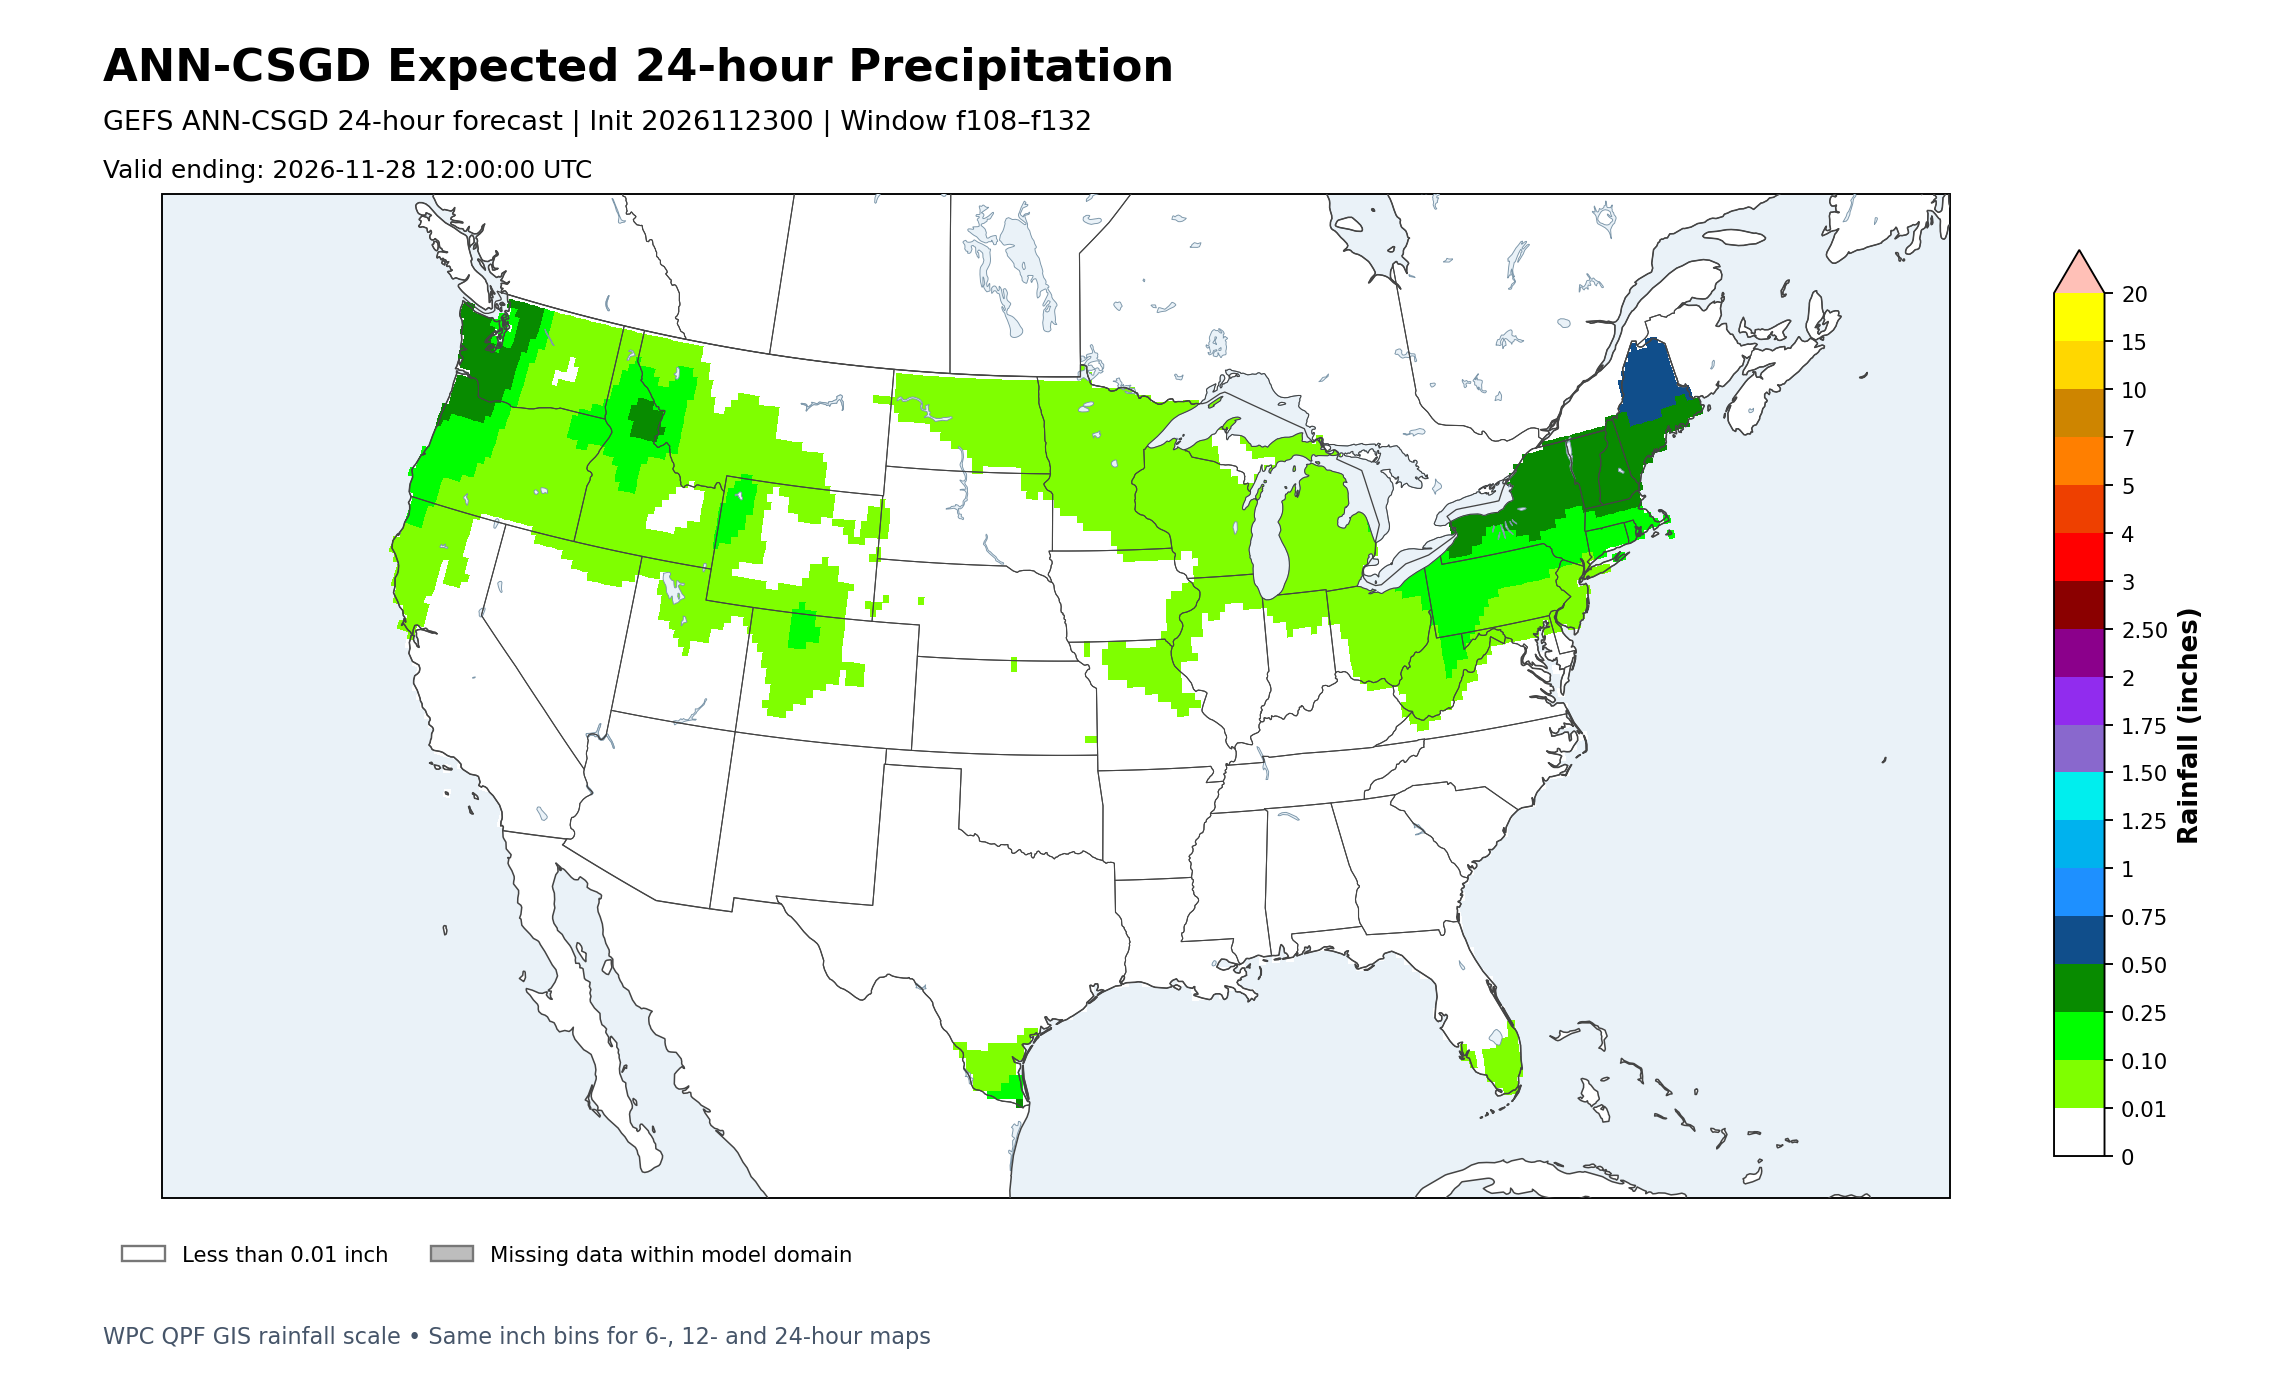 ANN-CSGD Expected 24-hour Precipitation
GEFS ANN-CSGD 24-hour forecast | Init 2026112300 | Window f108–f132
Valid ending: 2026-11-28 12:00:00 UTC
20
15
10
7
5
4
3
2.50
2
1.75
1.50
1.25
1
0.75
0.50
0.25
0.10
0.01
0
Rainfall (inches)
Less than 0.01 inch
Missing data within model domain
WPC QPF GIS rainfall scale • Same inch bins for 6-, 12- and 24-hour maps